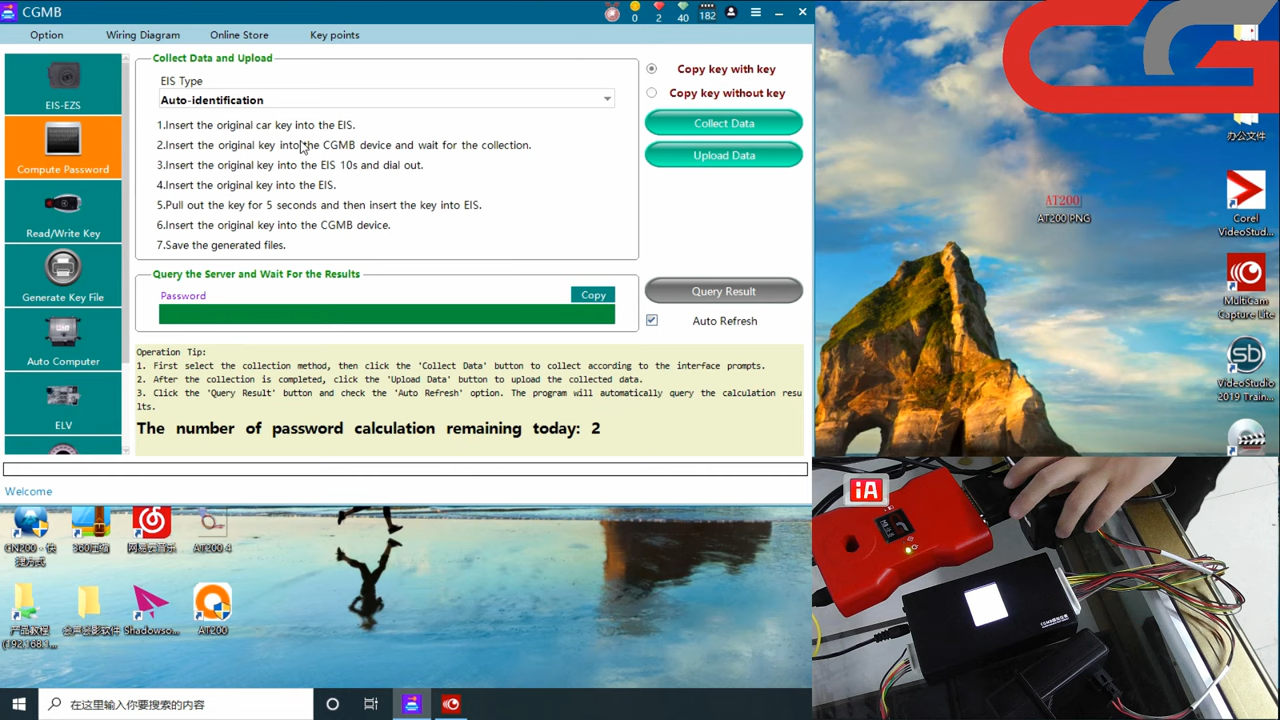 CGMB
0 2 40 182
Option Wiring Diagram Online Store Key points
EIS-EZS
Compute Password
Read/Write Key
Generate Key File
Auto Computer
ELV
Collect Data and Upload
EIS Type
Auto-identification
1.Insert the original car key into the EIS.
2.Insert the original key into the CGMB device and wait for the collection.
3.Insert the original key into the EIS 10s and dial out.
4.Insert the original key into the EIS.
5.Pull out the key for 5 seconds and then insert the key into EIS.
6.Insert the original key into the CGMB device.
7.Save the generated files.
Copy key with key
Copy key without key
Collect Data
Upload Data
Query the Server and Wait For the Results
Password
Copy
Query Result
Auto Refresh
Operation Tip:
1. First select the collection method, then click the 'Collect Data' button to collect according to the interface prompts.
2. After the collection is completed, click the 'Upload Data' button to upload the collected data.
3. Click the 'Query Result' button and check the 'Auto Refresh' option. The program will automatically query the calculation resu
lts.
The number of password calculation remaining today: 2
Welcome
办公文件
AT200
AT200 PNG
Corel
VideoStud...
MultiCam
Capture Lite
VideoStudio
2019 Train...
iA
360压缩
网易云音乐
AT200 4
产品教程
(192.168.1...
会声会影软件
Shadowso...
AT200
在这里输入你要搜索的内容